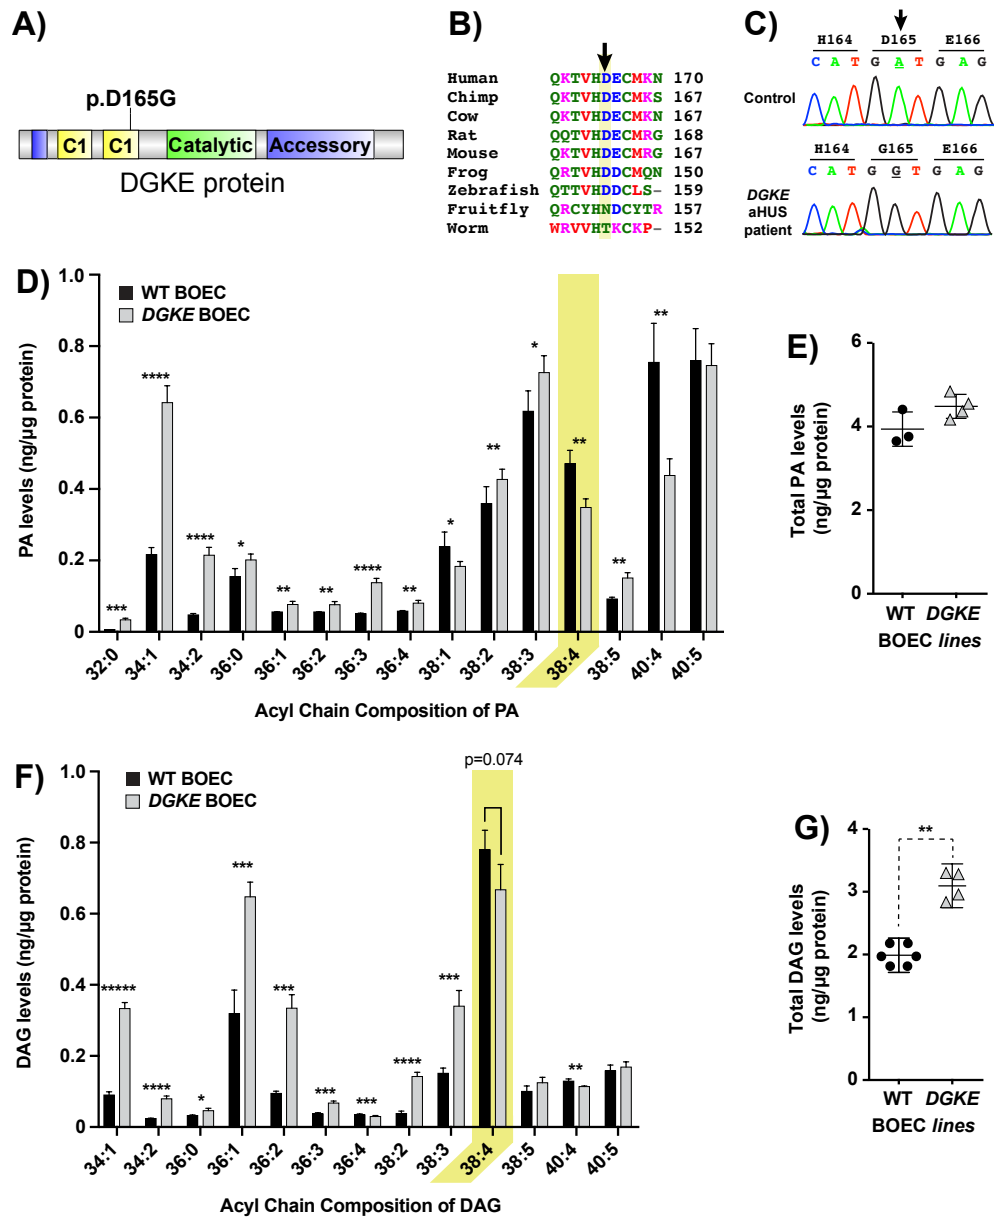 A)
p.D165G
C1 C1 Catalytic Accessory
DGKE protein
B)
Human QKTVHDECMKN 170
Chimp QKTVHDECMKS 167
Cow QKTVHDECMKN 167
Rat QQTVHDECMRG 168
Mouse QKTVHDECMRG 167
Frog QRTVHDDCMQN 150
Zebrafish QTTVHDDCLS- 159
Fruitfly QRCYHNDCYTR 157
Worm WRVVHTKCKP- 152
C)
H164 D165 E166
C A T G A T G A G
Control
H164 G165 E166
C A T G G T G A G
DGKE
aHUS
patient
D)
WT BOEC
DGKE BOEC
PA levels (ng/µg protein)
1.0
0.8
0.6
0.4
0.2
0
*** **** **** * ** ** **** ** * ** * ** ** **
32:0 34:1 34:2 36:0 36:1 36:2 36:3 36:4 38:1 38:2 38:3 38:4 38:5 40:4 40:5
Acyl Chain Composition of PA
E)
Total PA levels
(ng/µg protein)
6
4
2
0
WT DGKE
BOEC lines
F)
WT BOEC
DGKE BOEC
p=0.074
DAG levels (ng/µg protein)
1.0
0.8
0.6
0.4
0.2
0
***** **** * *** *** *** *** **** *** **
34:1 34:2 36:0 36:1 36:2 36:3 36:4 38:2 38:3 38:4 38:5 40:4 40:5
Acyl Chain Composition of DAG
G)
**
Total DAG levels
(ng/µg protein)
4
3
2
1
0
WT DGKE
BOEC lines